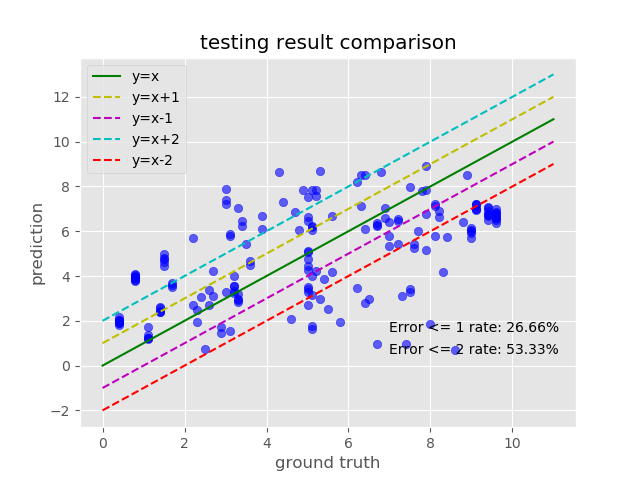 testing result comparison
y=x
y=x+1
y=x-1
y=x+2
y=x-2
12
10
8
6
4
2
0
−2
prediction
Error <= 1 rate: 26.66%
Error <= 2 rate: 53.33%
0 2 4 6 8 10
ground truth